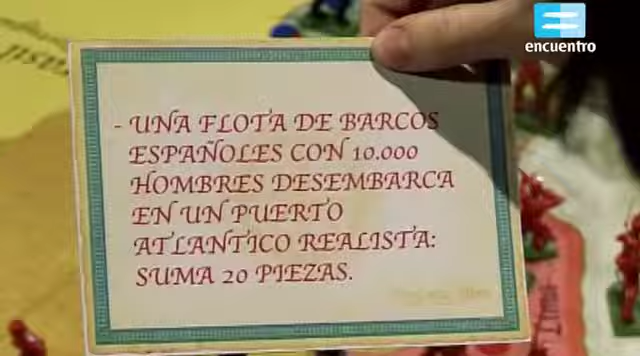 encuentro
- UNA FLOTA DE BARCOS
ESPAÑOLES CON 10.000
HOMBRES DESEMBARCA
EN UN PUERTO
ATLANTICO REALISTA:
SUMA 20 PIEZAS.